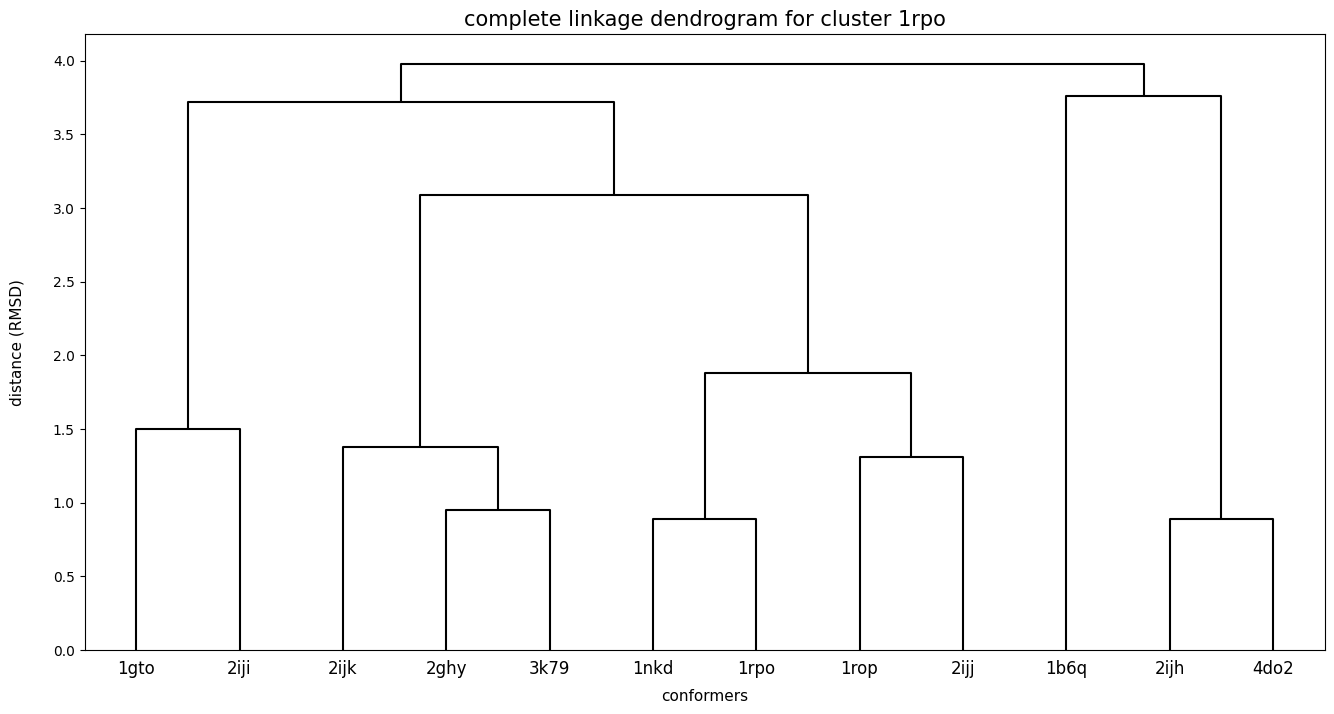 complete linkage dendrogram for cluster 1rpo
4.0
3.5
3.0
2.5
2.0
1.5
1.0
0.5
0.0
distance (RMSD)
1gto 2iji 2ijk 2ghy 3k79 1nkd 1rpo 1rop 2ijj 1b6q 2ijh 4do2
conformers